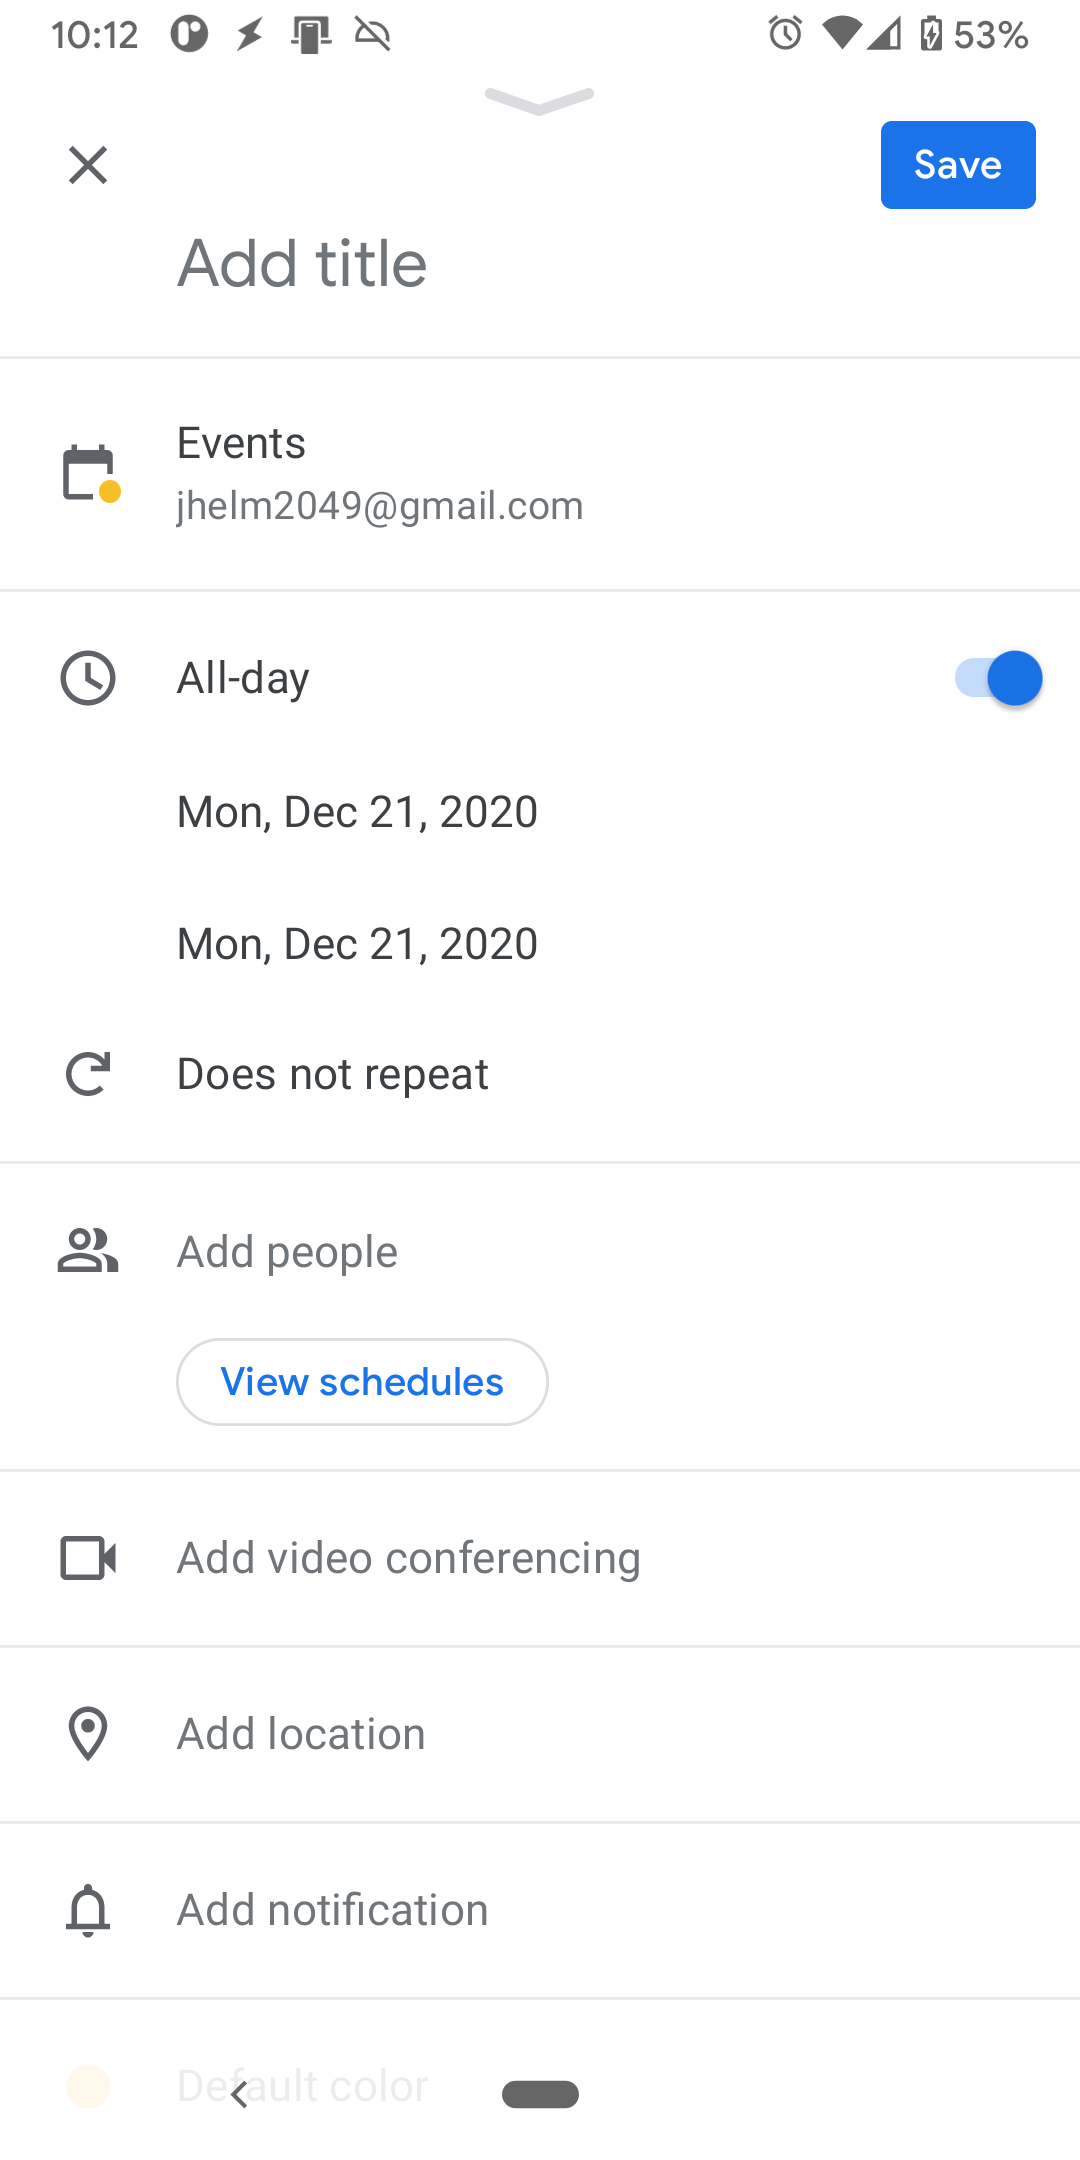 10:12
53%
Save
Add title
Events
jhelm2049@gmail.com
All-day
Mon, Dec 21, 2020
Mon, Dec 21, 2020
Does not repeat
Add people
View schedules
Add video conferencing
Add location
Add notification
Default color